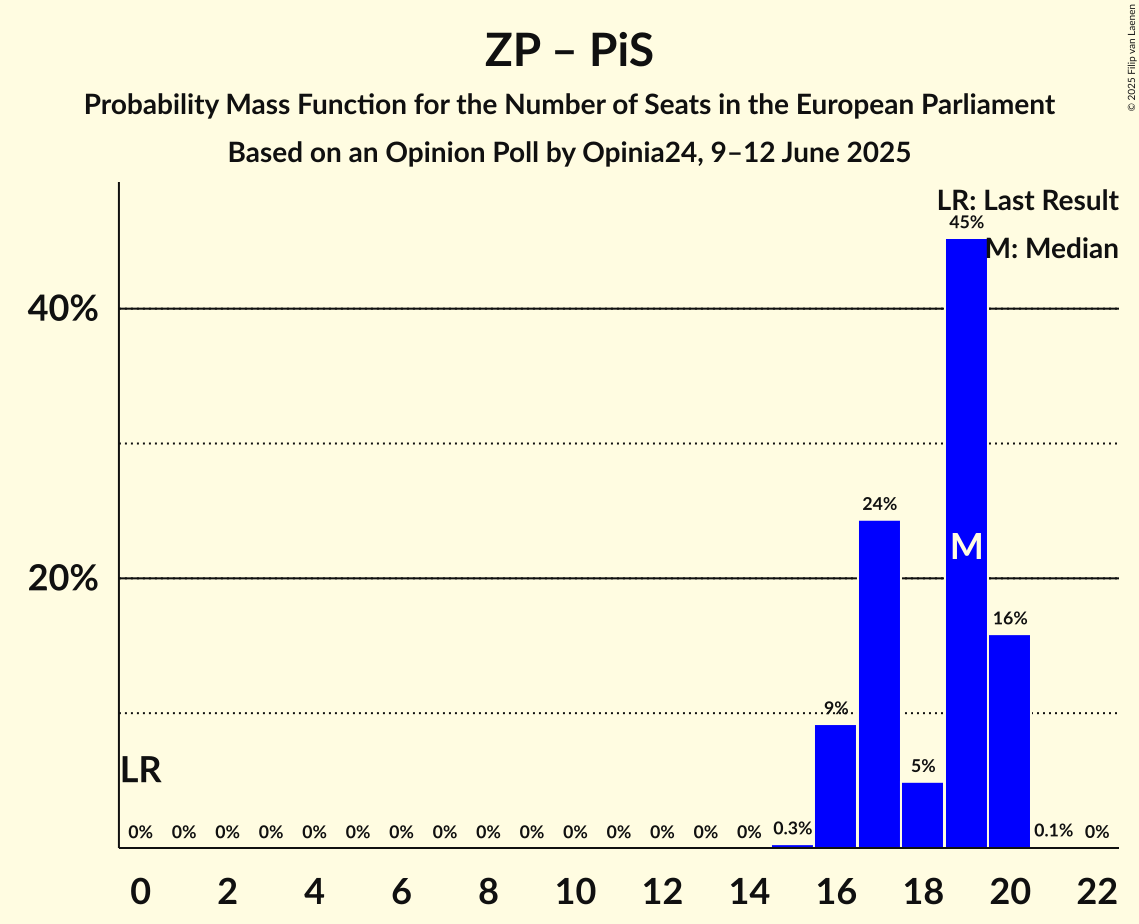 ZP – PiS
Probability Mass Function for the Number of Seats in the European Parliament
Based on an Opinion Poll by Opinia24, 9–12 June 2025
© 2025 Filip van Laenen
LR: Last Result
M: Median
45%
40%
24%
M
20%
16%
9%
5%
LR
0% 0% 0% 0% 0% 0% 0% 0% 0% 0% 0% 0% 0% 0% 0% 0.3% 0.1% 0%
0 2 4 6 8 10 12 14 16 18 20 22